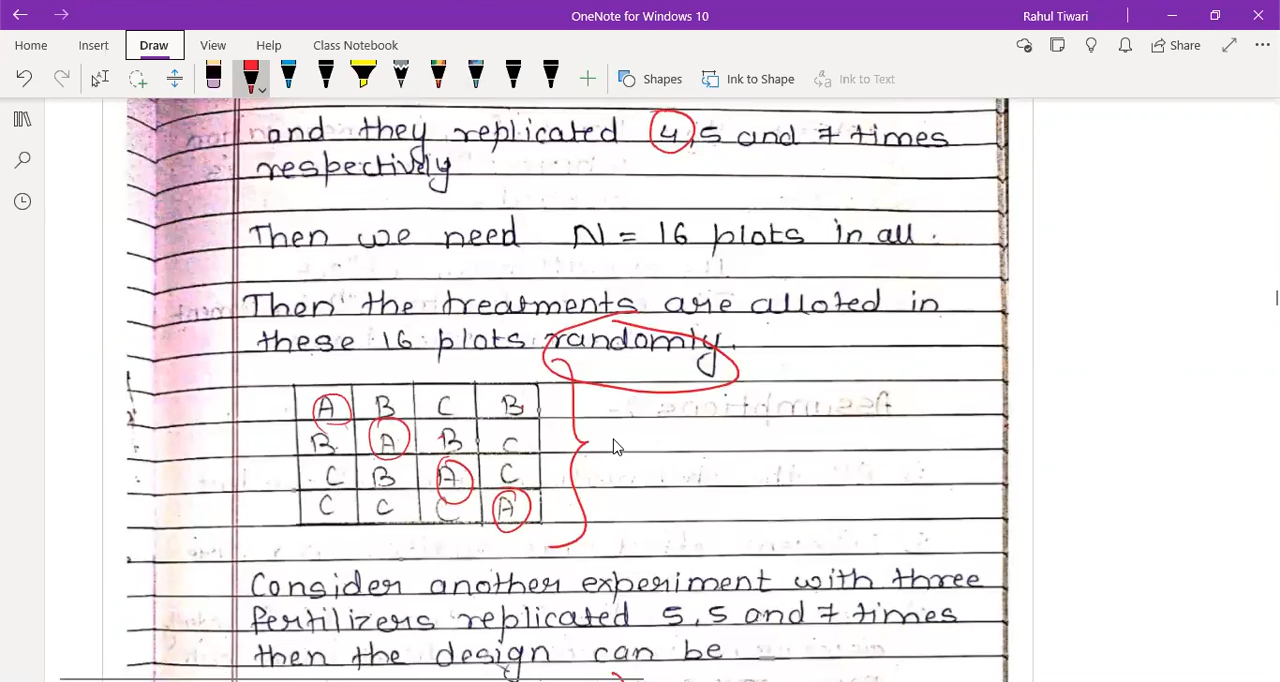 OneNote for Windows 10
Rahul Tiwari
Home Insert Draw View Help Class Notebook Share
Shapes Ink to Shape Ink to Text
and they replicated 4, 5 and 7 times
respectively
Then we need N = 16 plots in all.
Then the treatments are alloted in
these 16 plots randomly.
A B C B
B A B C
C B A C
C C C A
Consider another experiment with three
fertilizers replicated 5, 5 and 7 times
then the design can be